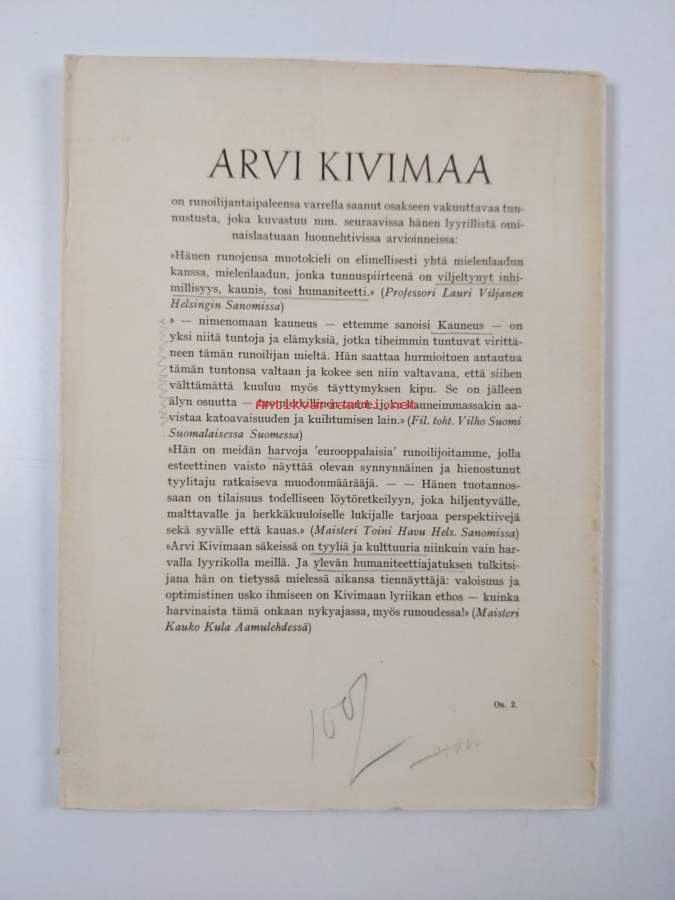 ARVI KIVIMAA
on runoilijantaipaleensa varrella saanut osakseen vakuuttavaa tun-
nustusta, joka kuvastuu mm. seuraavissa hänen lyyrillistä omi-
naislaatuaan luonnehtivissa arvioinneissa:
»Hänen runojensa muotokieli on elimellisesti yhtä mielenlaadun
kanssa, mielenlaadun, jonka tunnuspiirteenä on viljeltynyt inhi-
millisyys, kaunis, tosi humaniteetti.» (Professori Lauri Viljanen
Helsingin Sanomissa)
» — nimenomaan kauneus — ettemme sanoisi Kauneus — on
yksi niitä tuntoja ja elämyksiä, jotka tiheimmin tuntuvat virittä-
neen tämän runoilijan mieltä. Hän saattaa hurmioituen antautua
tämän tuntonsa valtaan ja kokee sen niin valtavana, että siihen
välttämättä kuuluu myös täyttymyksen kipu. Se on jälleen
älyn osuutta — tunne, joka kauneimmassakin aa-
antikvariaatti.net
vistaa katoavaisuuden ja kuihtumisen lain.» (Fil. toht. Vilho Suomi
Suomalaisessa Suomessa)
»Hän on meidän harvoja 'eurooppalaisia' runoilijoitamme, jolla
esteettinen vaisto näyttää olevan synnynnäinen ja hienostunut
tyylitaju ratkaiseva muodonmäärääjä. — — Hänen tuotannos-
saan on tilaisuus todelliseen löytöretkeilyyn, joka hiljentyvälle,
malttavalle ja herkkäkuuloiselle lukijalle tarjoaa perspektiivejä
sekä syvälle että kauas.» (Maisteri Toini Havu Hels. Sanomissa)
»Arvi Kivimaan säkeissä on tyyliä ja kulttuuria niinkuin vain har-
valla lyyrikolla meillä. Ja ylevän humaniteettiajatuksen tulkitsi-
jana hän on tietyssä mielessä aikansa tiennäyttäjä: valoisuus ja
optimistinen usko ihmiseen on Kivimaan lyriikan ethos — kuinka
harvinaista tämä onkaan nykyajassa, myös runoudessa!» (Maisteri
Kauko Kula Aamulehdessä)
Os. 2.
100
400.